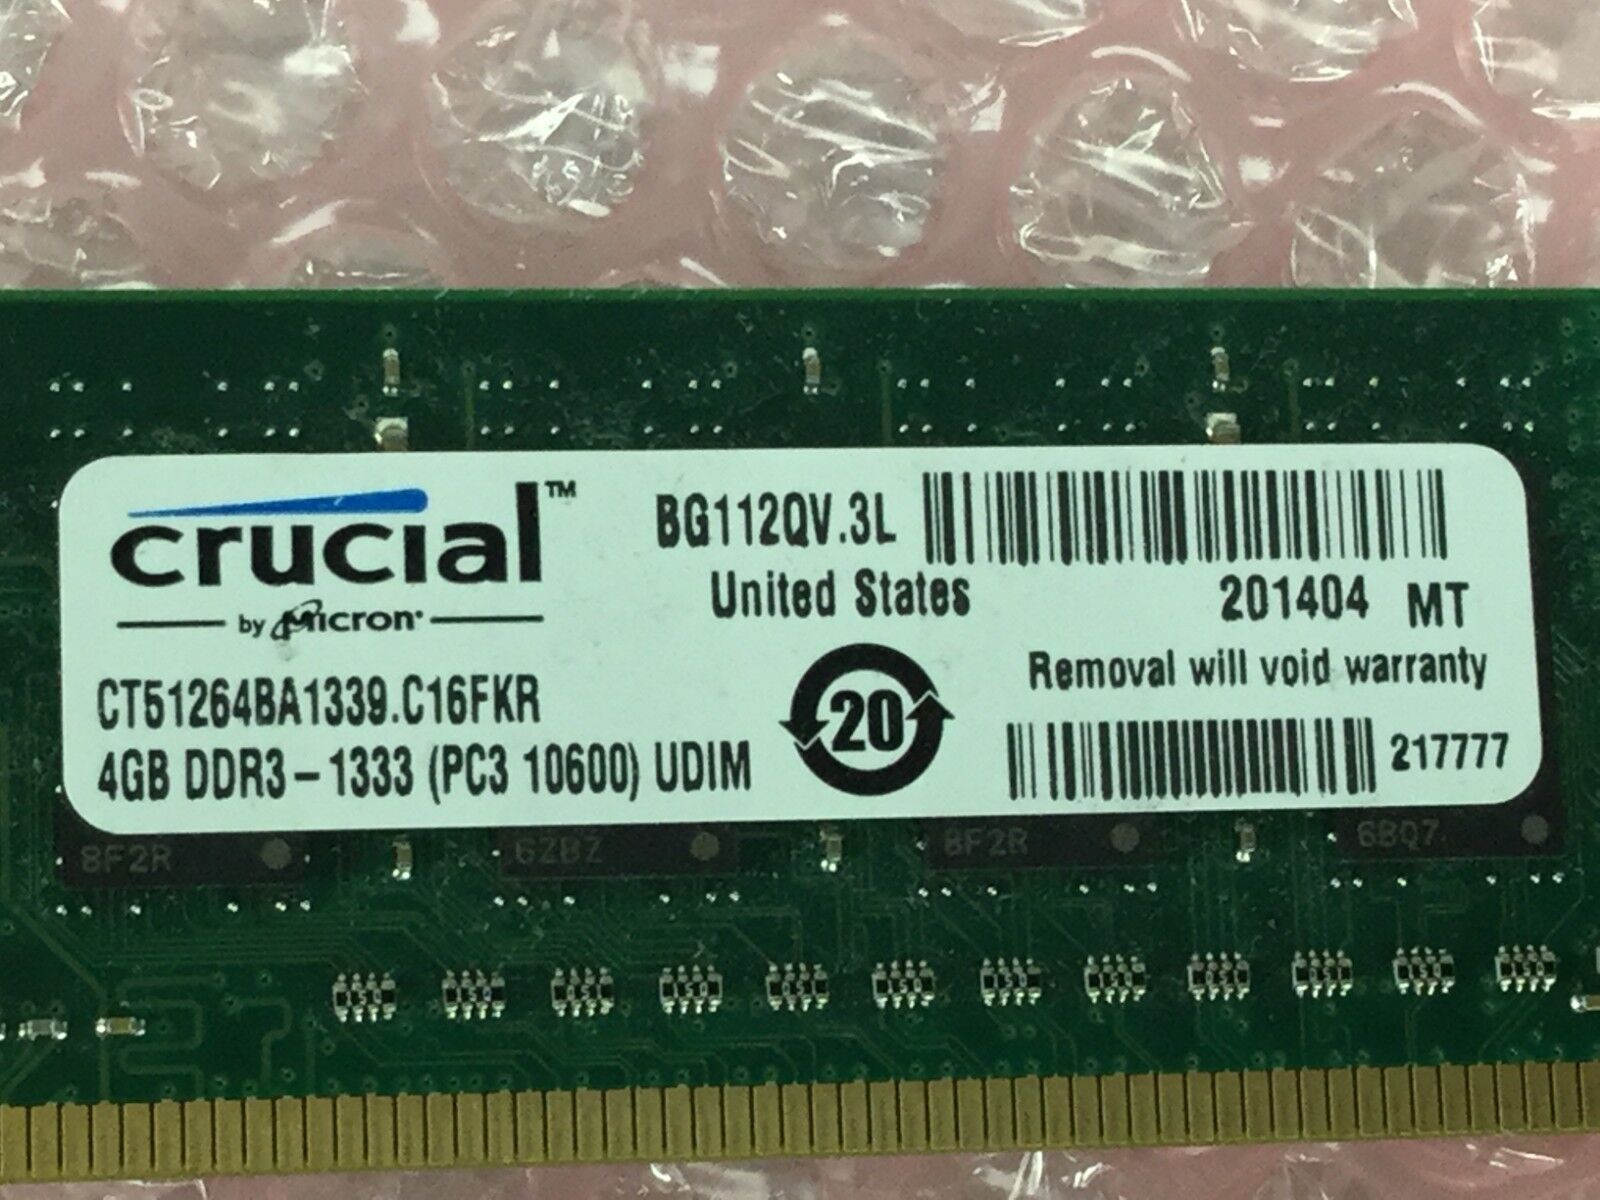 crucial™
by Micron
BG112QV.3L
United States
201404 MT
Removal will void warranty
CT51264BA1339.C16FKR
4GB DDR3-1333 (PC3 10600) UDIM
20
217777
8F2R
6ZBZ
8F2R
6BQ7